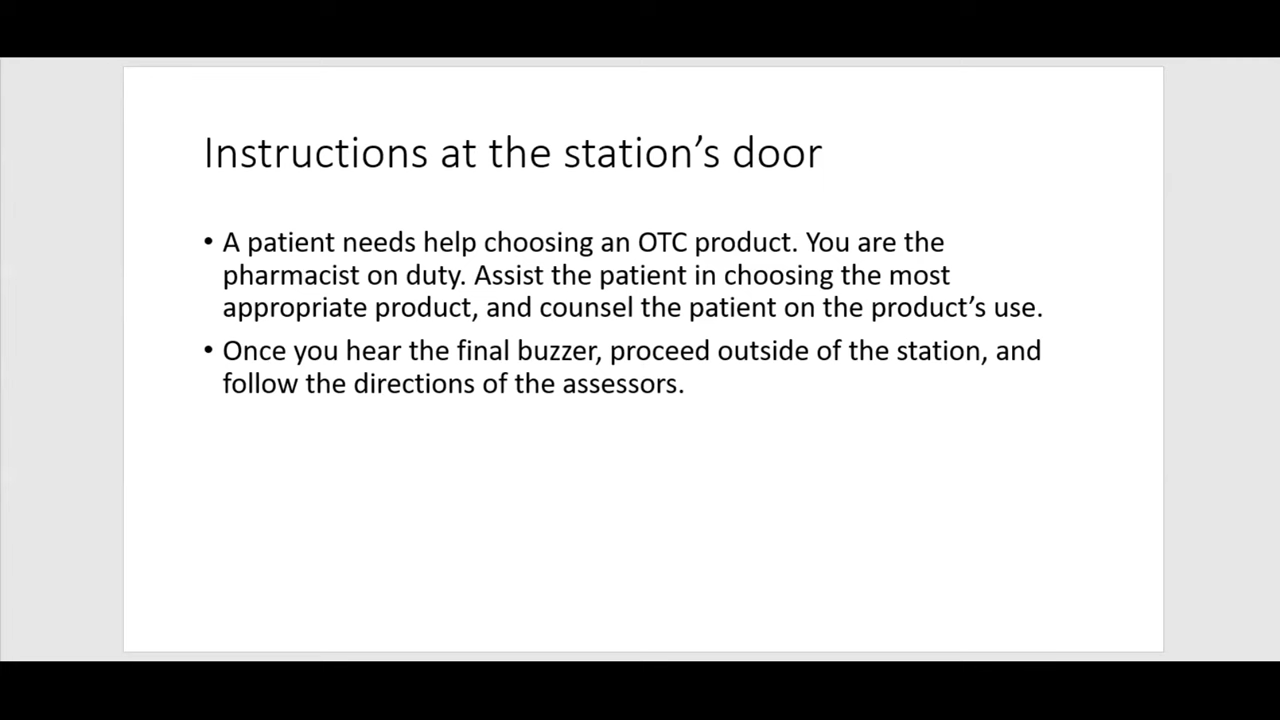 Instructions at the station’s door
• A patient needs help choosing an OTC product. You are the
pharmacist on duty. Assist the patient in choosing the most
appropriate product, and counsel the patient on the product’s use.
• Once you hear the final buzzer, proceed outside of the station, and
follow the directions of the assessors.